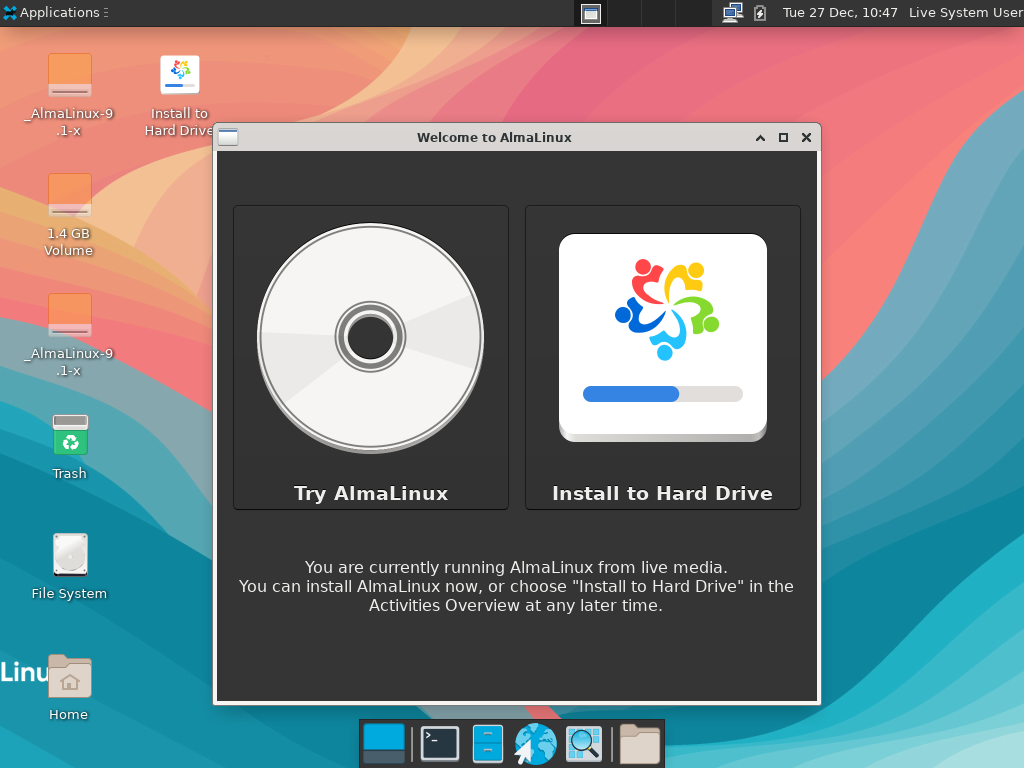 Applications
Tue 27 Dec, 10:47
Live System User
_AlmaLinux-9
.1-x
Install to
Hard Drive
1.4 GB
Volume
_AlmaLinux-9
.1-x
Trash
File System
Linu
Home
Welcome to AlmaLinux
Try AlmaLinux
Install to Hard Drive
You are currently running AlmaLinux from live media.
You can install AlmaLinux now, or choose "Install to Hard Drive" in the
Activities Overview at any later time.
>_